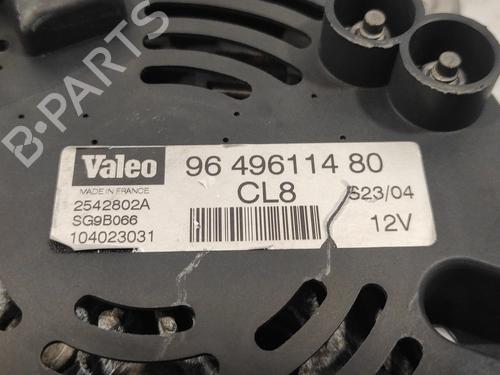 B-PARTS
Valeo
96 496114 80
MADE IN FRANCE
CL8
S23/04
2542802A
SG9B066
12V
104023031